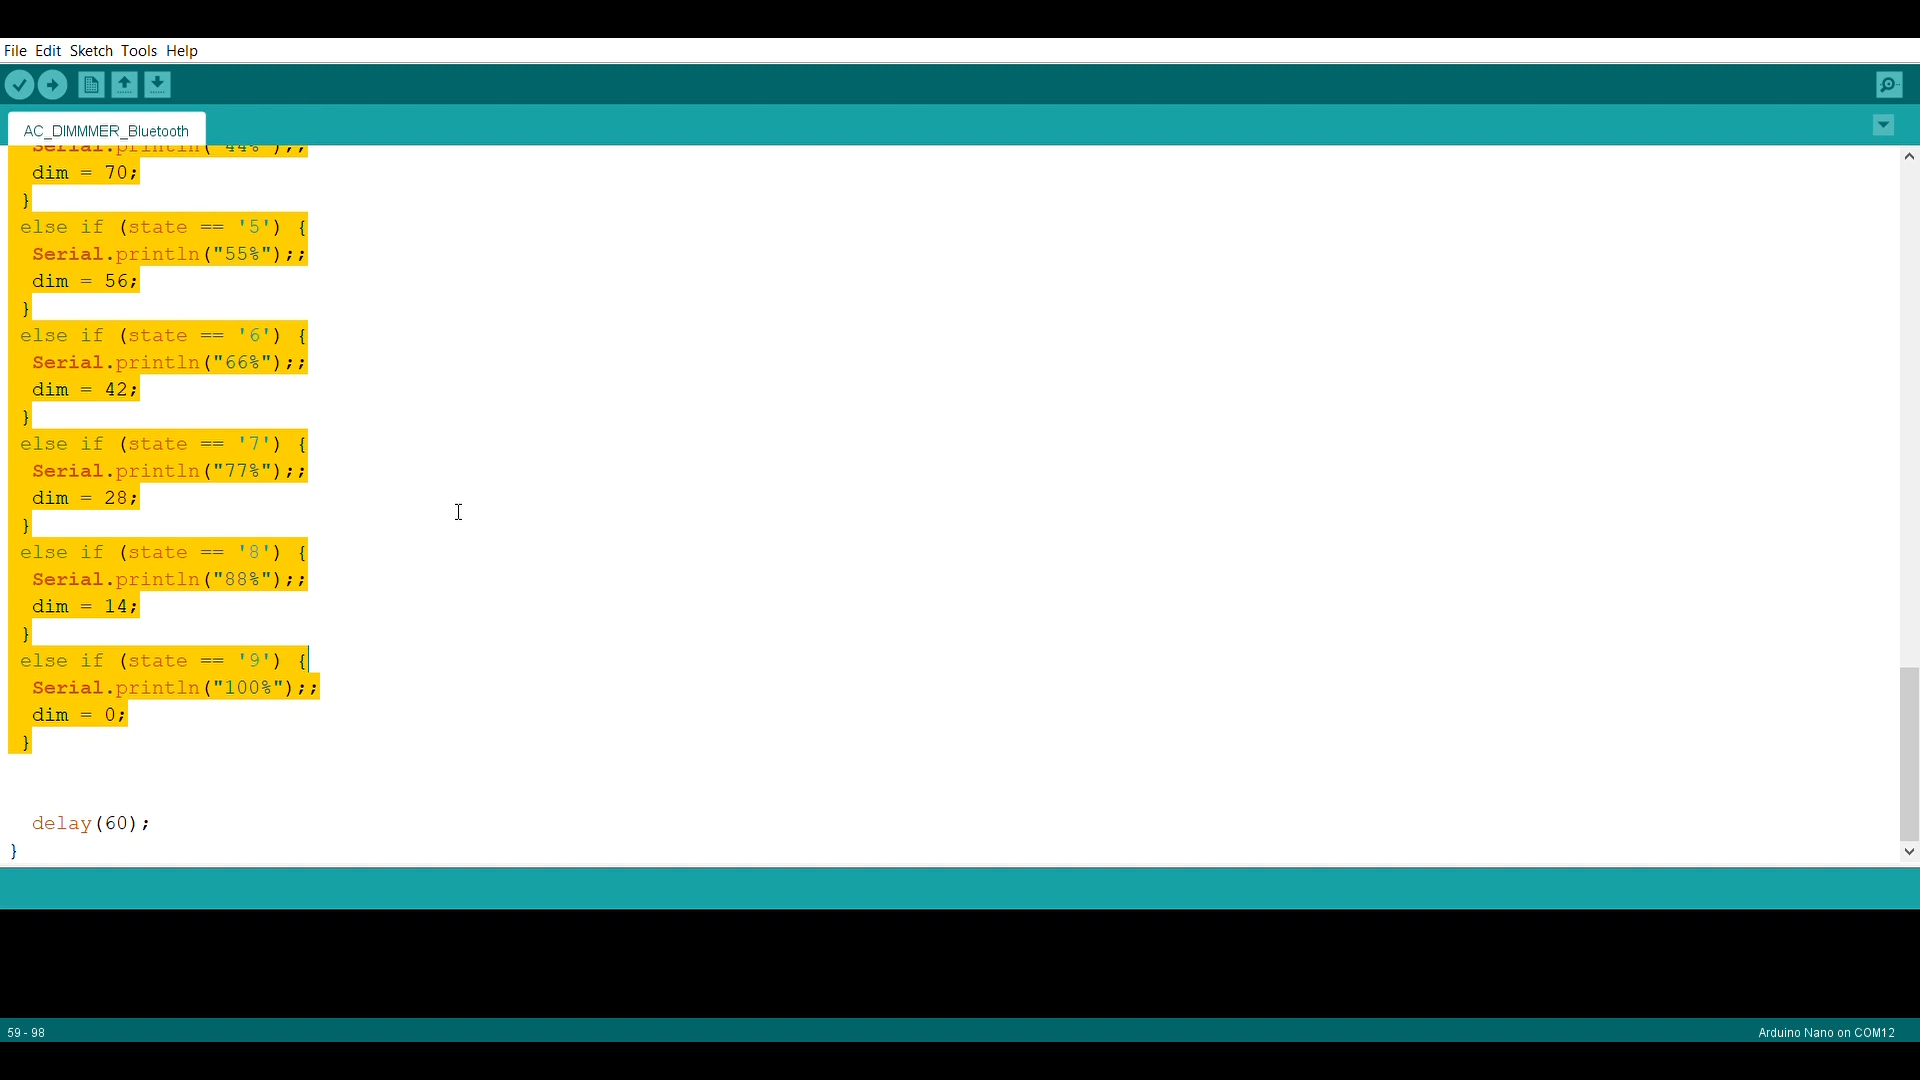 File Edit Sketch Tools Help
AC_DIMMMER_Bluetooth
Serial.println("44%");;
dim = 70;
}
else if (state == '5') {
Serial.println("55%");;
dim = 56;
}
else if (state == '6') {
Serial.println("66%");;
dim = 42;
}
else if (state == '7') {
Serial.println("77%");;
dim = 28;
}
else if (state == '8') {
Serial.println("88%");;
dim = 14;
}
else if (state == '9') {
Serial.println("100%");;
dim = 0;
}
delay(60);
}
59 - 98
Arduino Nano on COM12